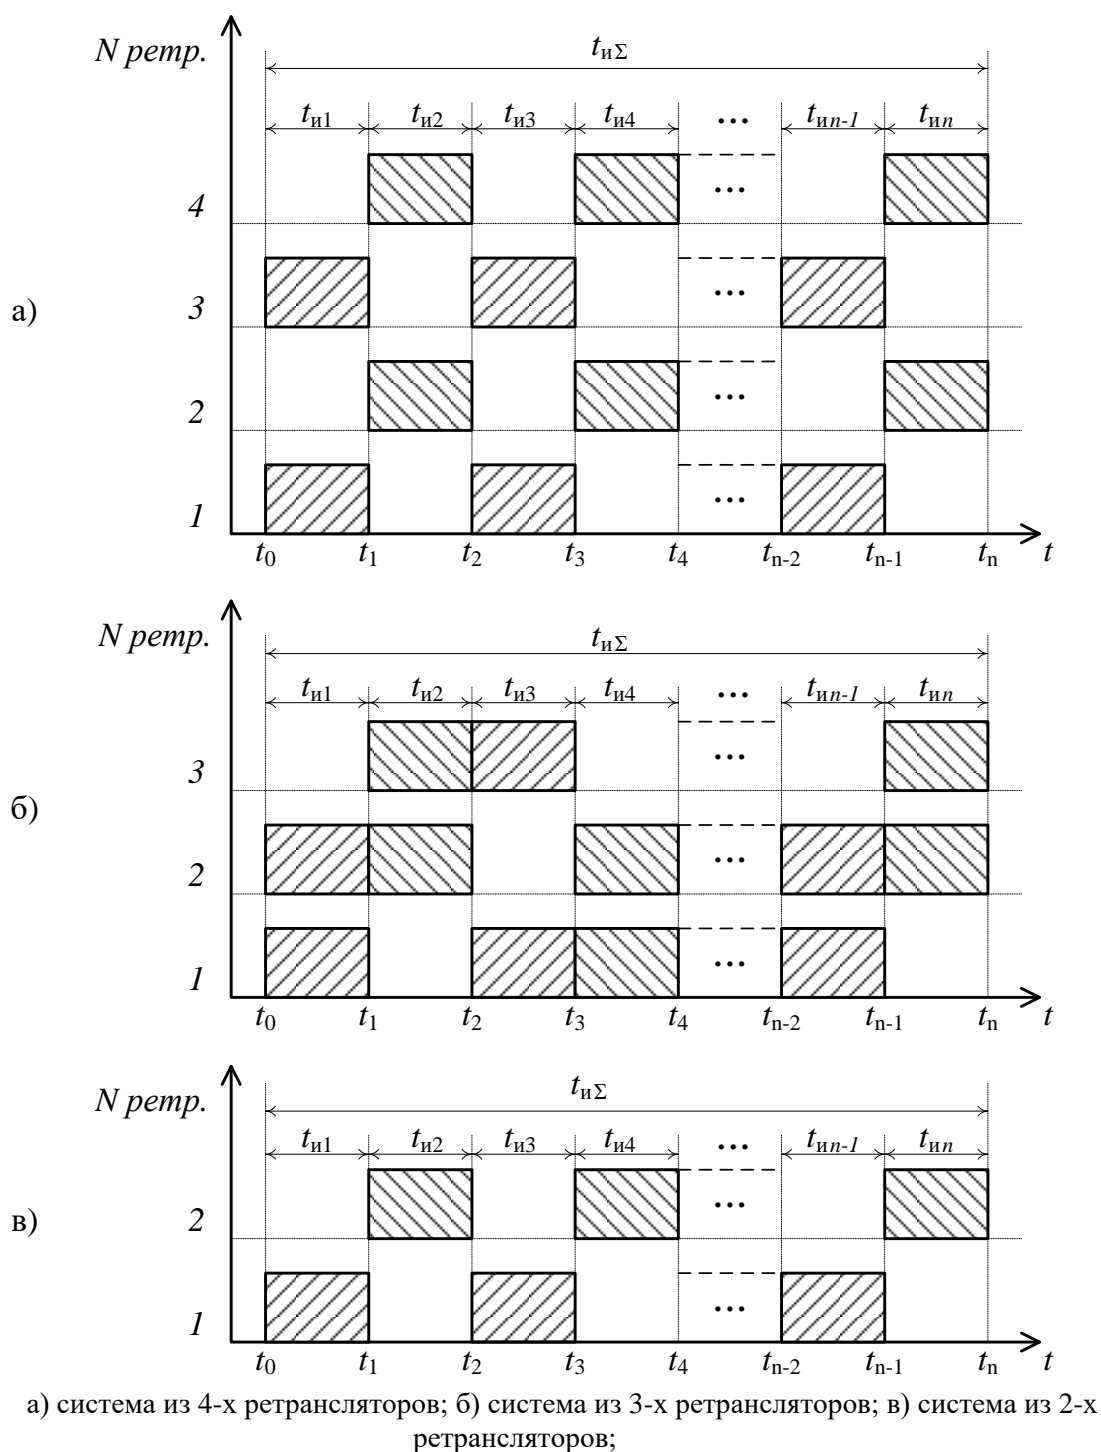 N ретр.
tиΣ
tи1 tи2 tи3 tи4 ... tиn-1 tиn
4 ...
а)
3 ...
2 ...
1 ...
t0 t1 t2 t3 t4 tn-2 tn-1 tn t
N ретр.
tиΣ
tи1 tи2 tи3 tи4 ... tиn-1 tиn
3 ...
б)
2 ...
1 ...
t0 t1 t2 t3 t4 tn-2 tn-1 tn t
N ретр.
tиΣ
tи1 tи2 tи3 tи4 ... tиn-1 tиn
2 ...
в)
1 ...
t0 t1 t2 t3 t4 tn-2 tn-1 tn t
а) система из 4-х ретрансляторов; б) система из 3-х ретрансляторов; в) система из 2-х
ретрансляторов;